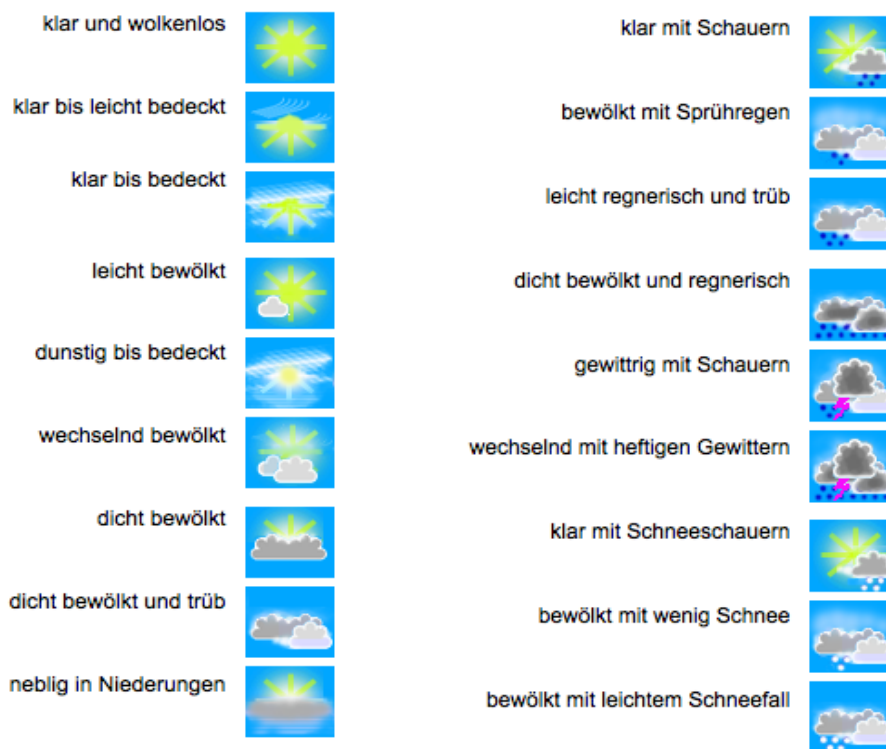 klar und wolkenlos
klar bis leicht bedeckt
klar bis bedeckt
leicht bewölkt
dunstig bis bedeckt
wechselnd bewölkt
dicht bewölkt
dicht bewölkt und trüb
neblig in Niederungen
klar mit Schauern
bewölkt mit Sprühregen
leicht regnerisch und trüb
dicht bewölkt und regnerisch
gewittrig mit Schauern
wechselnd mit heftigen Gewittern
klar mit Schneeschauern
bewölkt mit wenig Schnee
bewölkt mit leichtem Schneefall